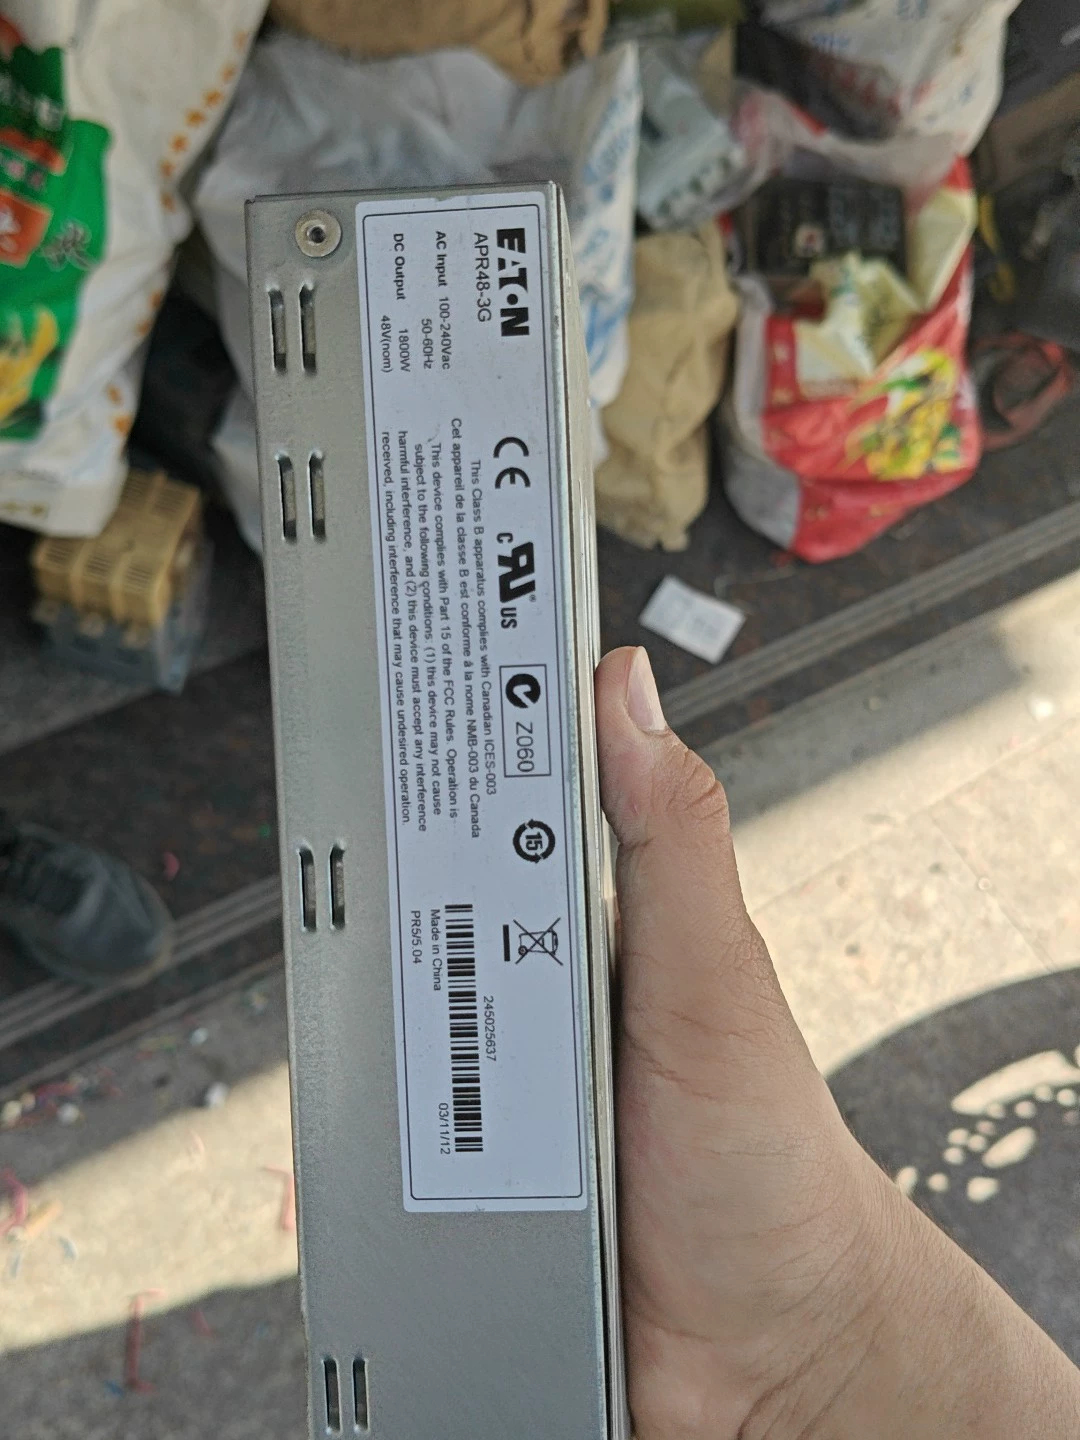 EATON
APR48-3G
AC Input 100-240Vac
50-60Hz
DC Output 1800W
48V(nom)
CE
c RU® US
Z060
15
This Class B apparatus complies with Canadian ICES-003
Cet appareil de la classe B est conforme à la norme NMB-003 du Canada
This device complies with Part 15 of the FCC Rules. Operation is
subject to the following conditions: (1) this device may not cause
harmful interference, and (2) this device must accept any interference
received, including interference that may cause undesired operation.
245025637
Made in China
03/11/12
PR5/5.04